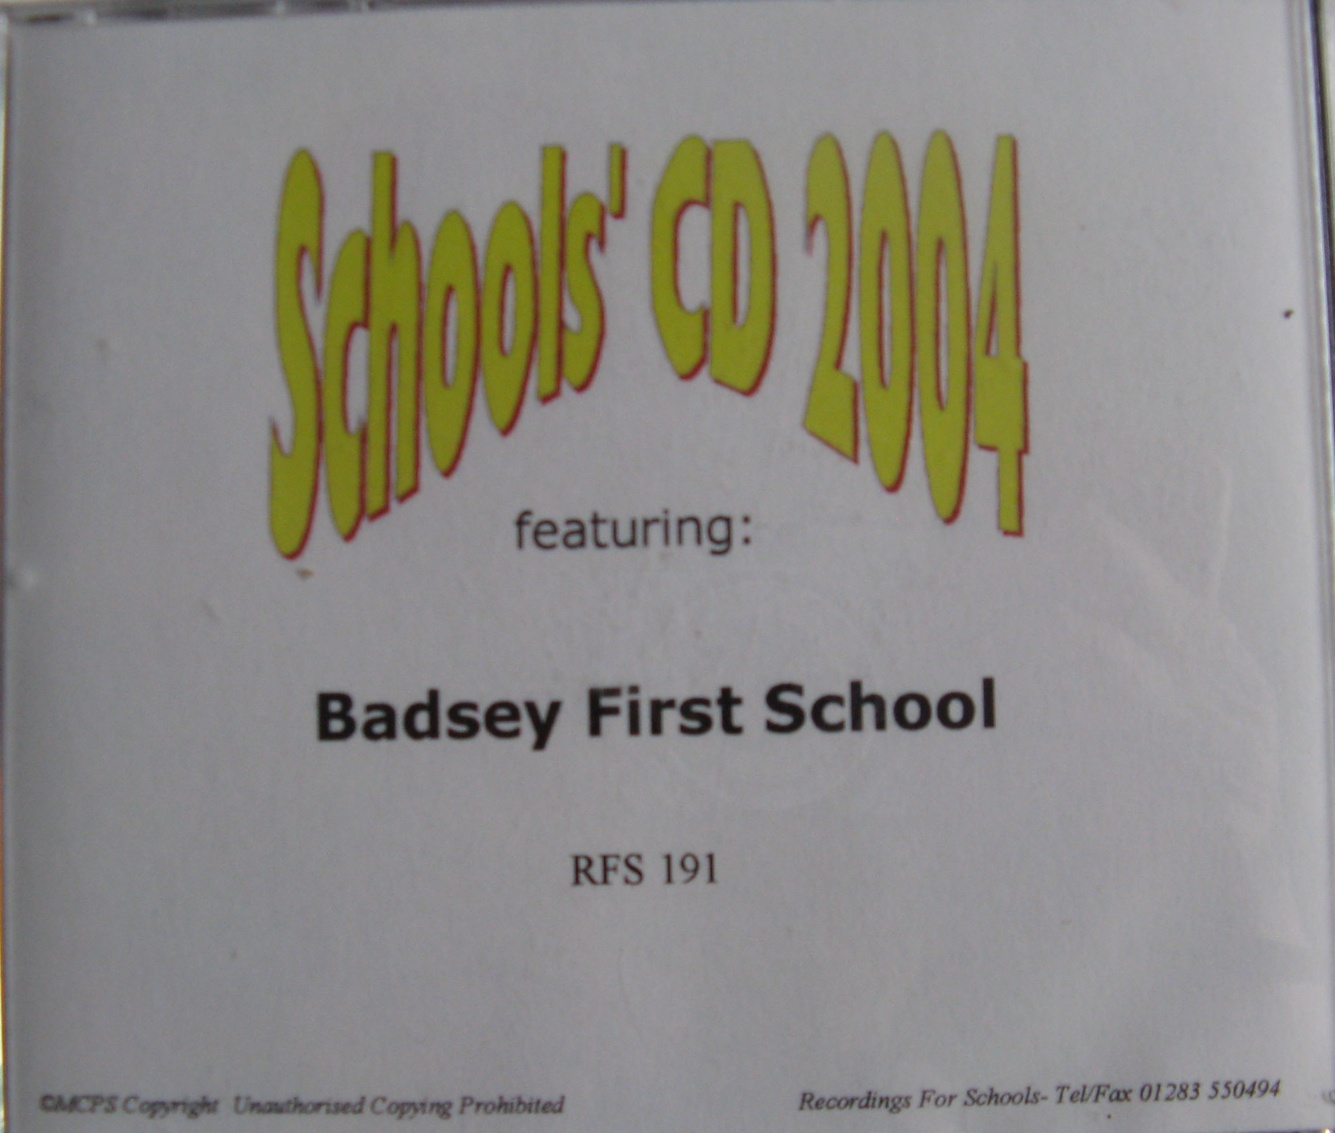 Schools' CD 2004
featuring:
Badsey First School
RFS 191
©MCPS Copyright Unauthorised Copying Prohibited
Recordings For Schools- Tel/Fax 01283 550494